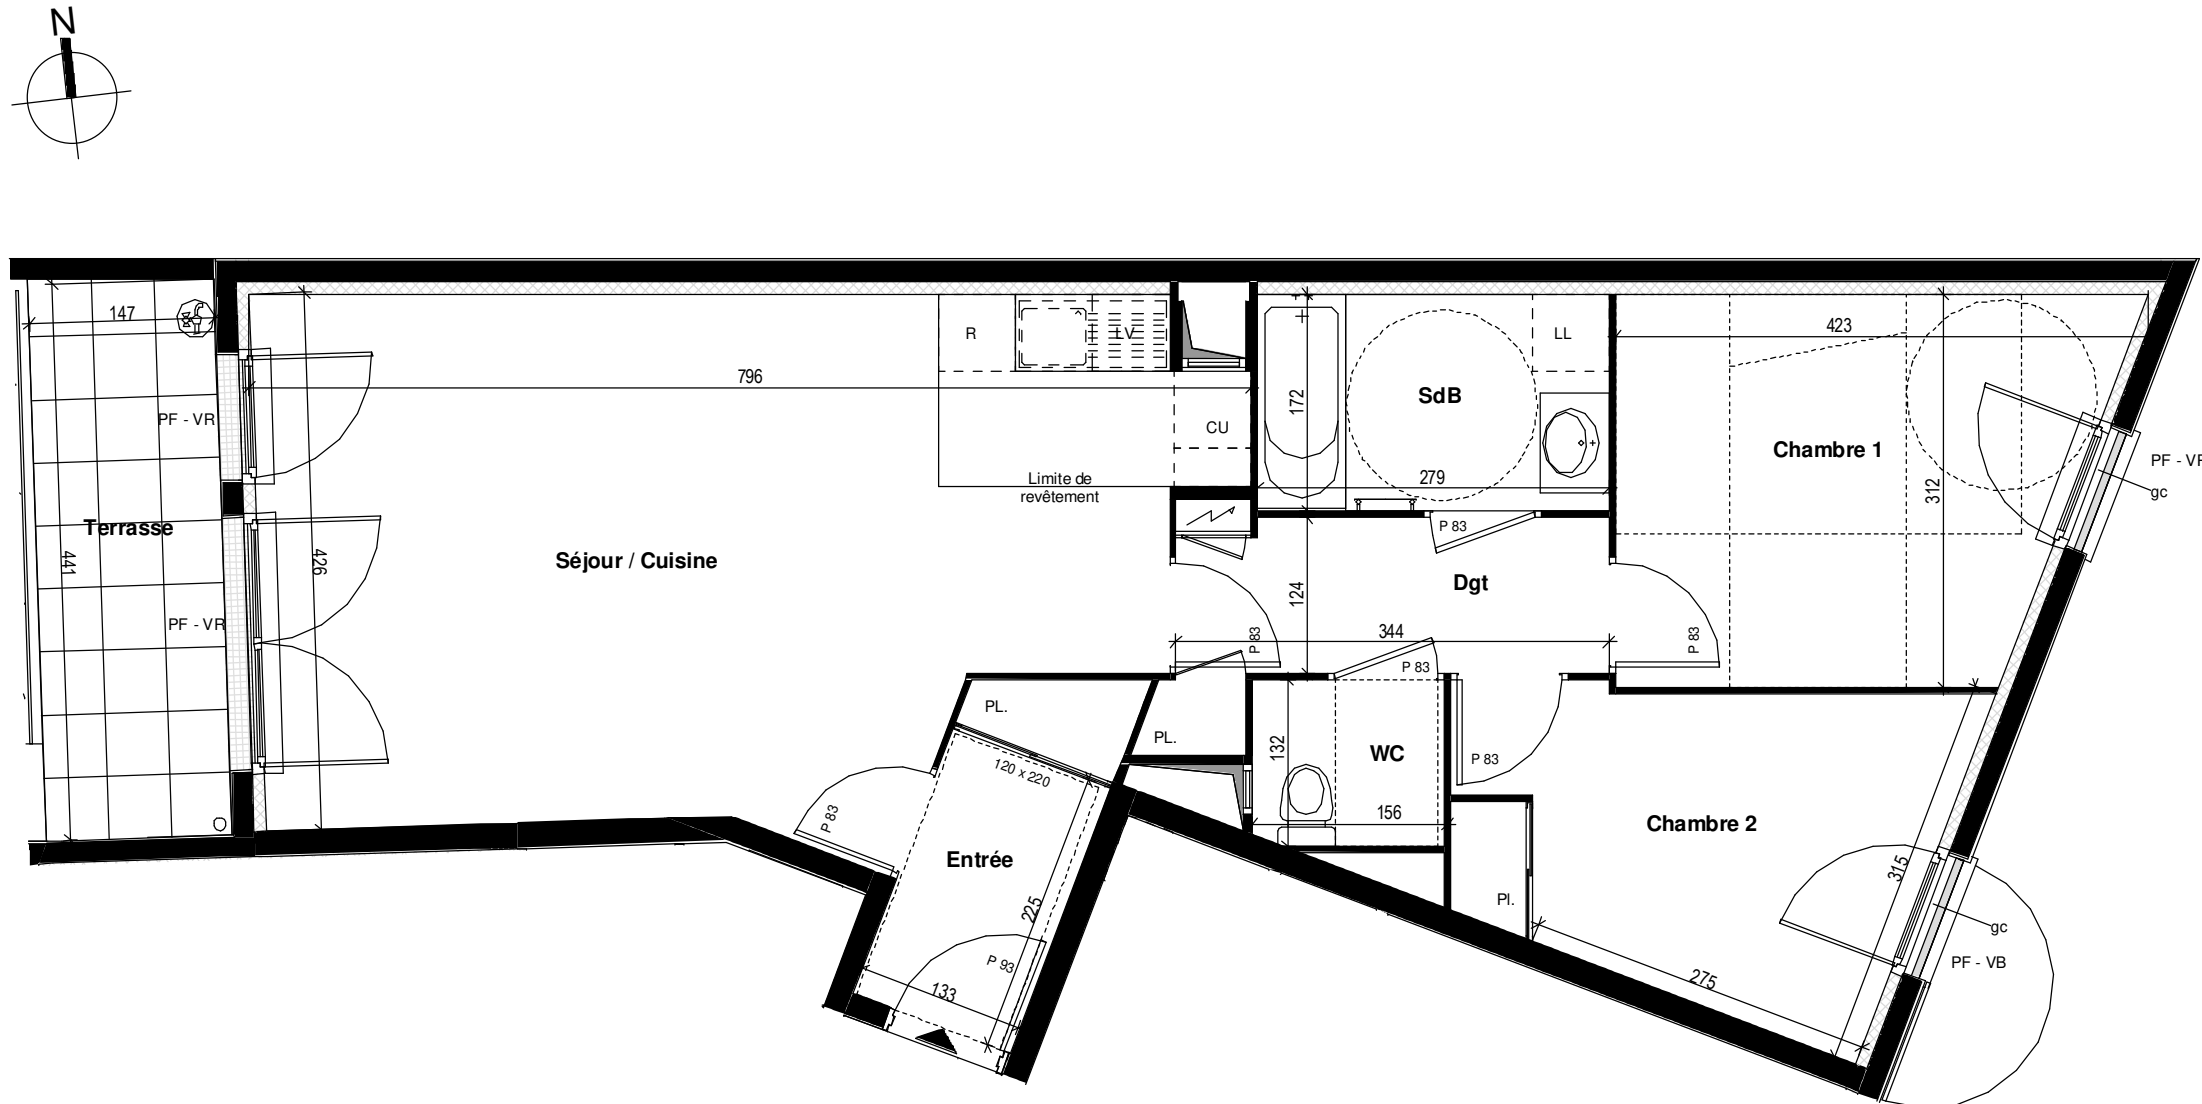 N
147
R
LV
LL
423
PF - VR
796
172
SdB
CU
Chambre 1
PF - VR
279
Limite de
revêtement
312
gc
Terrasse
P 83
441
426
Séjour / Cuisine
Dgt
124
PF - VR
344
P 83
P 83
P 83
PL.
PL.
132
WC
P 83
120 x 220
156
P 83
Chambre 2
Entrée
315
Pl.
225
gc
P 93
PF - VB
133
275